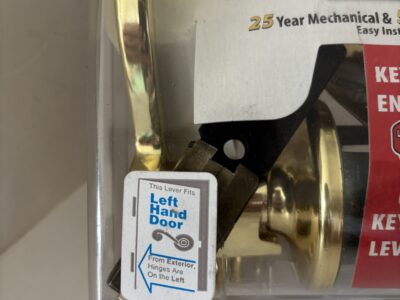 25 Year Mechanical &
Easy Inst
KE
EN
KEY
LEV
This Lever Fits
Left
Hand
Door
From Exterior,
Hinges Are
On the Left